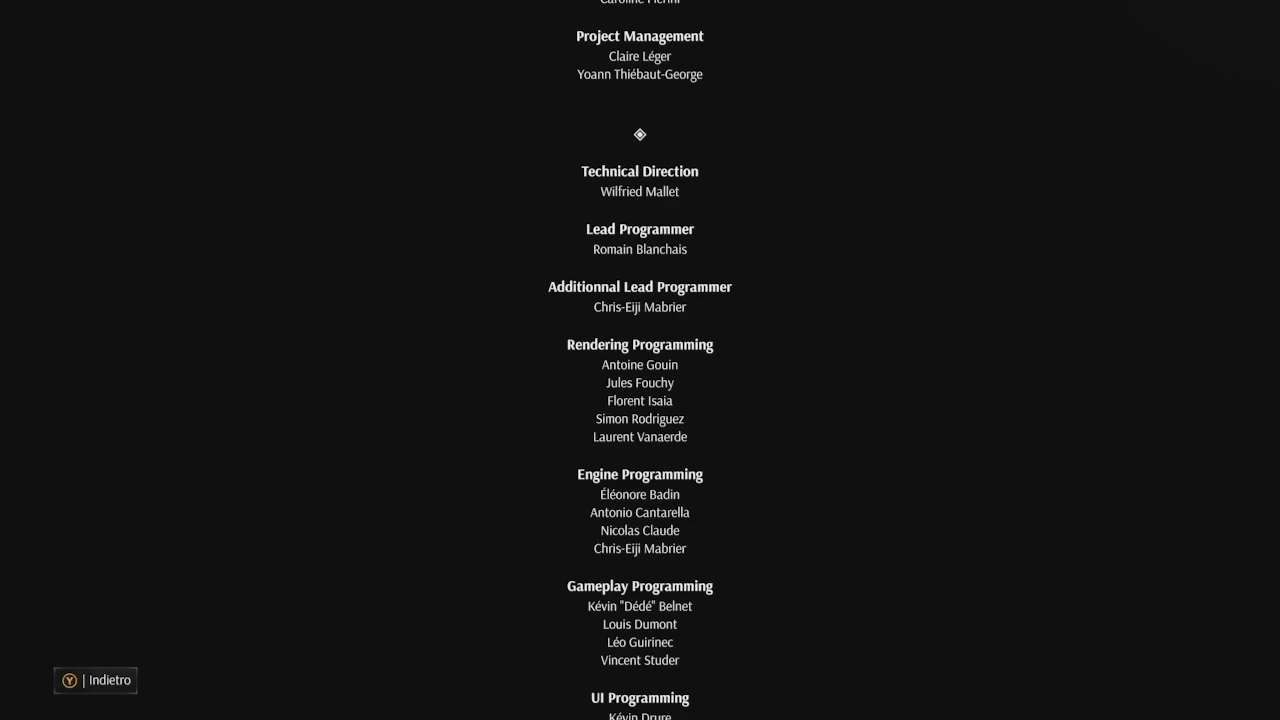 Project Management
Claire Léger
Yoann Thiébaut-George
Technical Direction
Wilfried Mallet
Lead Programmer
Romain Blanchais
Additionnal Lead Programmer
Chris-Eiji Mabrier
Rendering Programming
Antoine Gouin
Jules Fouchy
Florent Isaia
Simon Rodriguez
Laurent Vanaerde
Engine Programming
Éléonore Badin
Antonio Cantarella
Nicolas Claude
Chris-Eiji Mabrier
Gameplay Programming
Kévin "Dédé" Belnet
Louis Dumont
Léo Guirinec
Vincent Studer
Y | Indietro
UI Programming
Kévin Drure